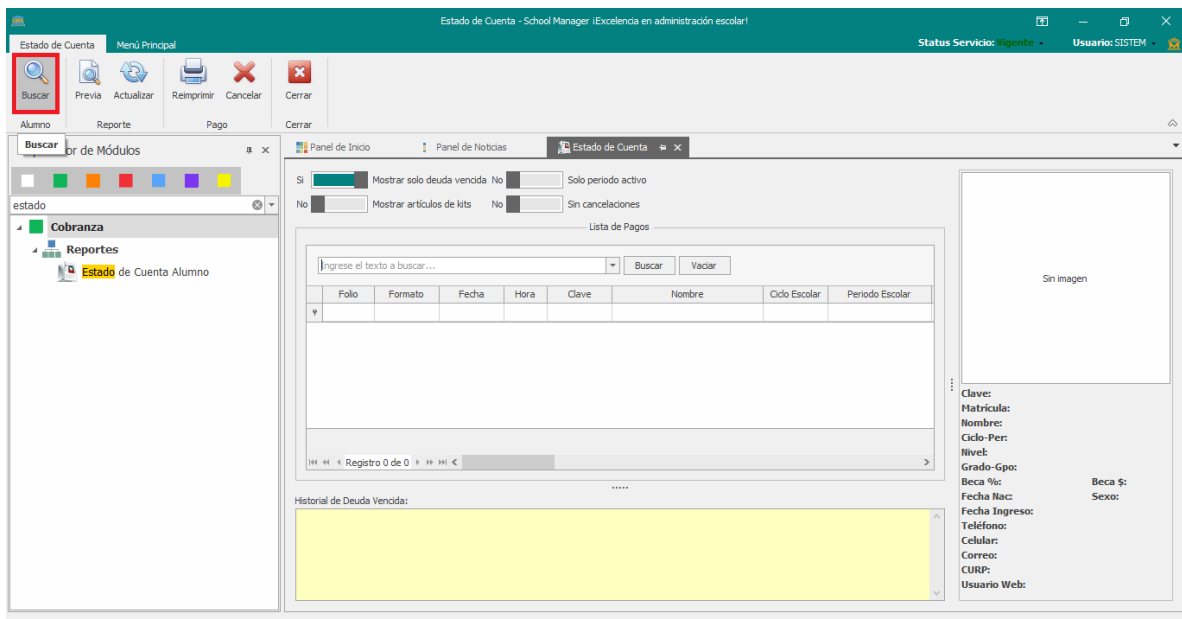 Estado de Cuenta - School Manager ¡Excelencia en administración escolar!
Estado de Cuenta Menú Principal Status Servicio: Vigente Usuario: SISTEM
Buscar Previa Actualizar Reimprimir Cancelar Cerrar
Alumno Reporte Pago Cerrar
Buscar
or de Módulos
Panel de Inicio Panel de Noticias Estado de Cuenta
estado
Cobranza
Reportes
Estado de Cuenta Alumno
Si Mostrar solo deuda vencida No Solo periodo activo
No Mostrar artículos de kits No Sin cancelaciones
Lista de Pagos
Ingrese el texto a buscar... Buscar Vaciar
Folio Formato Fecha Hora Clave Nombre Ciclo Escolar Periodo Escolar
Registro 0 de 0
Historial de Deuda Vencida:
Sin imagen
Clave:
Matrícula:
Nombre:
Ciclo-Per:
Nivel:
Grado-Gpo:
Beca %: Beca $:
Fecha Nac: Sexo:
Fecha Ingreso:
Teléfono:
Celular:
Correo:
CURP:
Usuario Web: